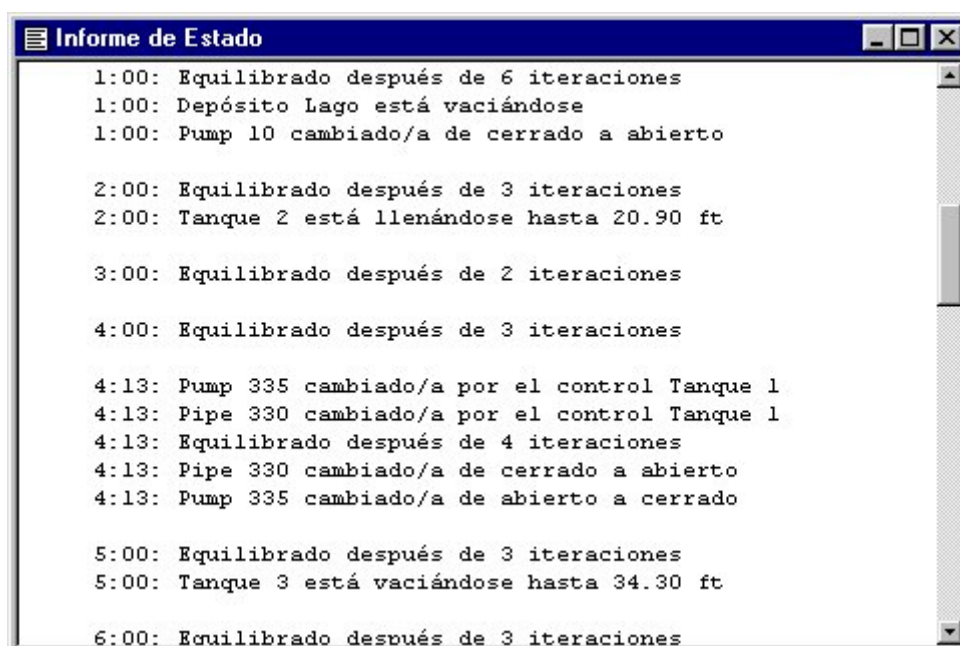 Informe de Estado
1:00: Equilibrado después de 6 iteraciones
1:00: Depósito Lago está vaciándose
1:00: Pump 10 cambiado/a de cerrado a abierto
2:00: Equilibrado después de 3 iteraciones
2:00: Tanque 2 está llenándose hasta 20.90 ft
3:00: Equilibrado después de 2 iteraciones
4:00: Equilibrado después de 3 iteraciones
4:13: Pump 335 cambiado/a por el control Tanque 1
4:13: Pipe 330 cambiado/a por el control Tanque 1
4:13: Equilibrado después de 4 iteraciones
4:13: Pipe 330 cambiado/a de cerrado a abierto
4:13: Pump 335 cambiado/a de abierto a cerrado
5:00: Equilibrado después de 3 iteraciones
5:00: Tanque 3 está vaciándose hasta 34.30 ft
6:00: Equilibrado después de 3 iteraciones